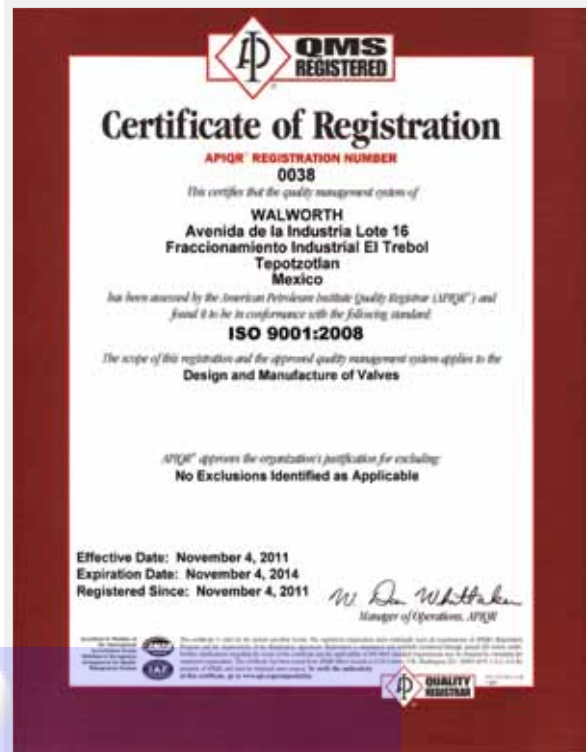 QMS
REGISTERED
Certificate of Registration
APIQR® REGISTRATION NUMBER
0038
This certifies that the quality management system of
WALWORTH
Avenida de la Industria Lote 16
Fraccionamiento Industrial El Trebol
Tepotzotlan
Mexico
has been assessed by the American Petroleum Institute Quality Registrar (APIQR®) and
found it to be in conformance with the following standard:
ISO 9001:2008
The scope of this registration and the approved quality management system applies to the
Design and Manufacture of Valves
APIQR® approves the organization's justification for excluding:
No Exclusions Identified as Applicable
Effective Date: November 4, 2011
Expiration Date: November 4, 2014
Registered Since: November 4, 2011
W. Don Whittaker
Manager of Operations, APIQR
QUALITY
REGISTRAR